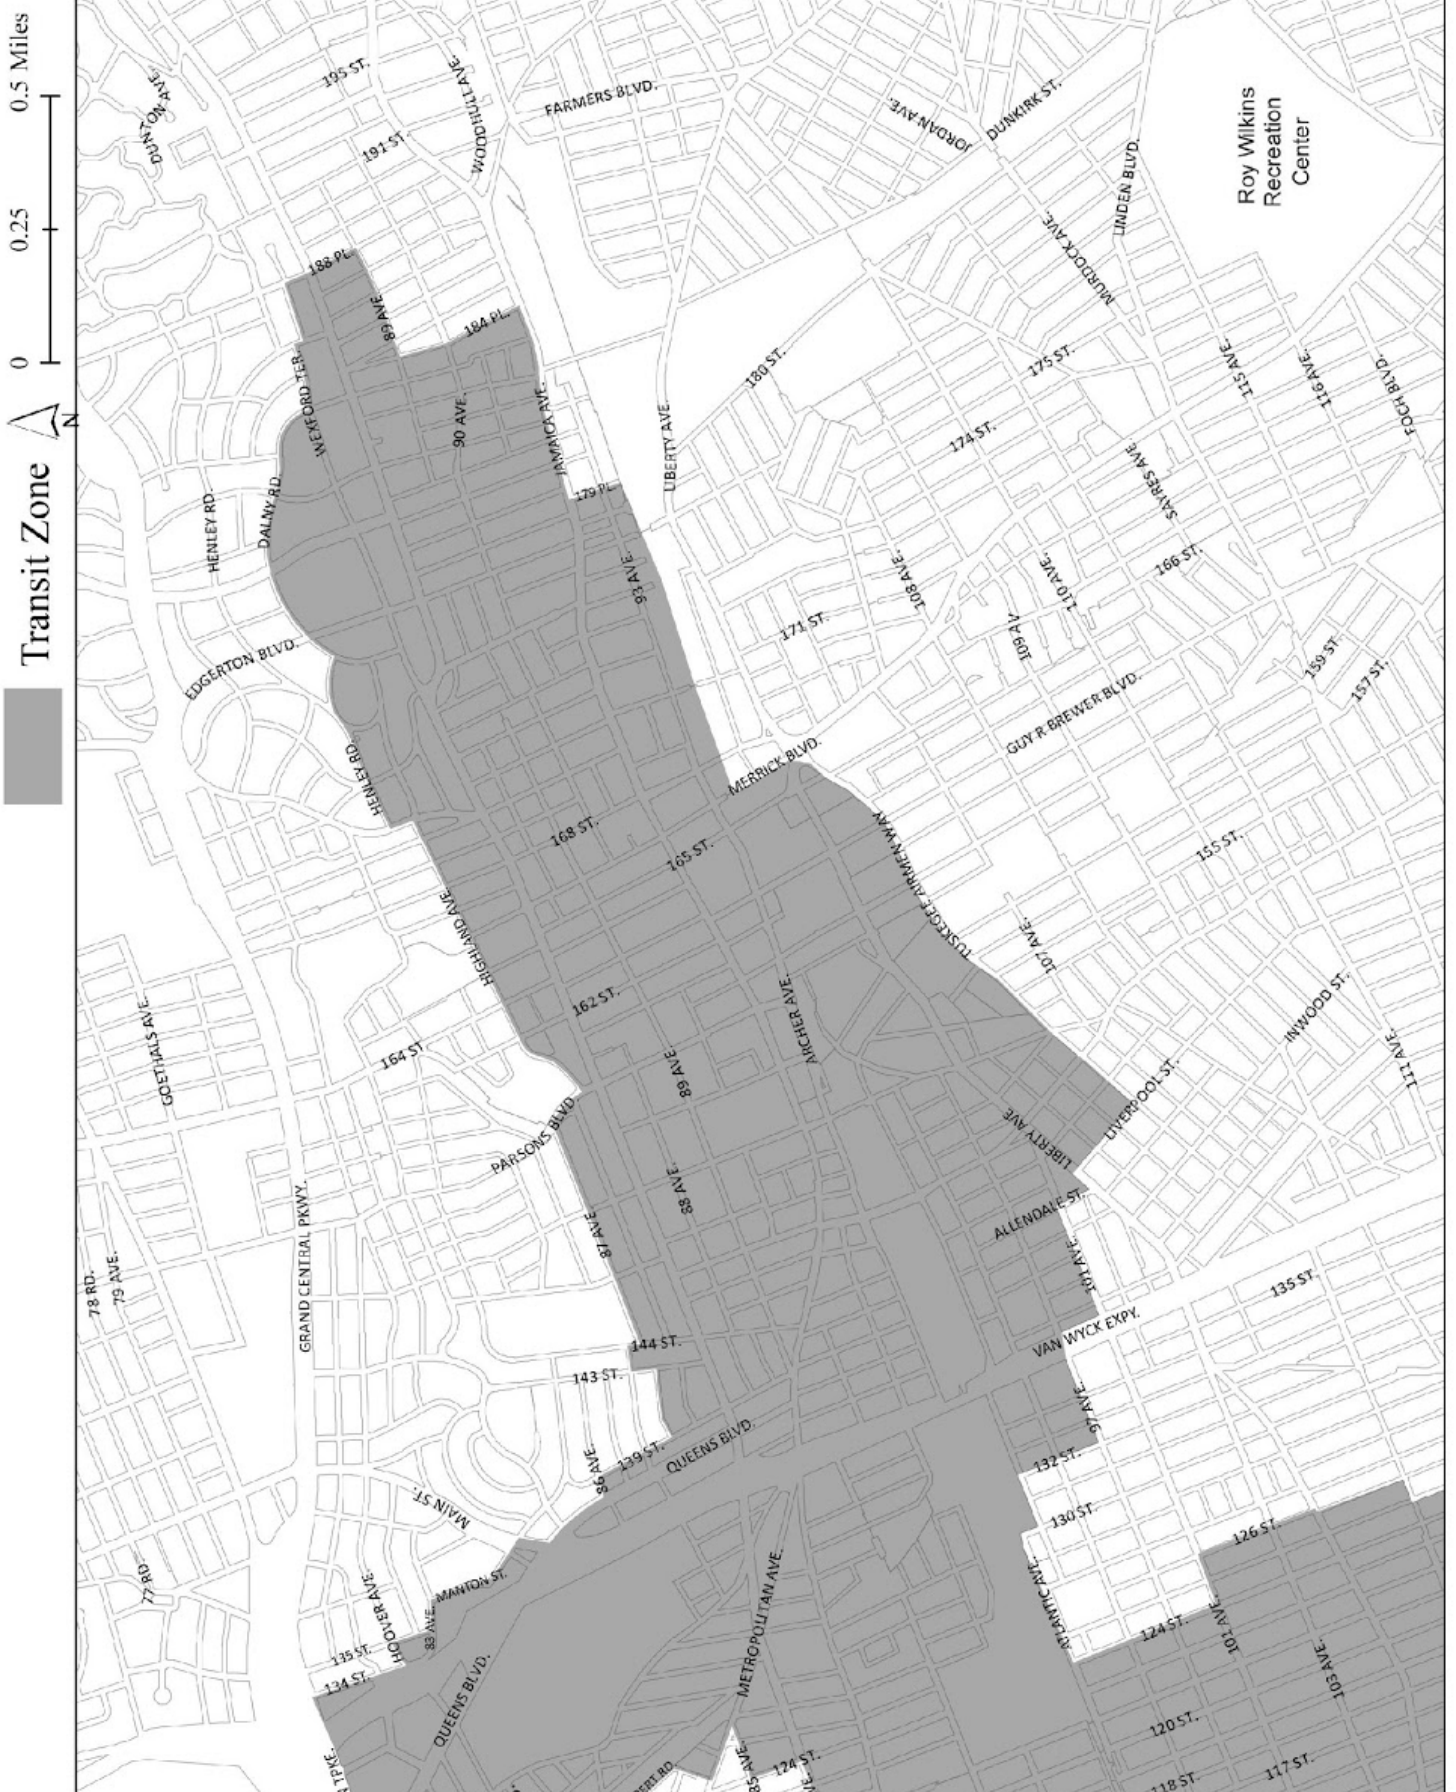 Transit Zone
N
0
0.25
0.5 Miles
DUNTON AVE.
195 ST.
WOODHULL AVE.
191 ST.
FARMERS BLVD.
JORDAN AVE.
DUNKIRK ST.
Roy Wilkins
Recreation
Center
LINDEN BLVD.
MURDOCK AVE.
188 PL.
89 AVE.
184 PL.
WEXFORD TER.
90 AVE.
JAMAICA AVE.
LIBERTY AVE.
180 ST.
175 ST.
115 AVE.
116 AVE.
FOCH BLVD.
174 ST.
SAYRES AVE.
HENLEY RD.
DALNY RD.
179 PL.
93 AVE.
108 AVE.
110 AVE.
166 ST.
109 AV.
171 ST.
EDGERTON BLVD.
159 ST.
157 ST.
GUY R BREWER BLVD.
MERRICK BLVD.
HENLEY RD.
168 ST.
165 ST.
TUSKEGEE AIRMEN WAY
155 ST.
HIGHLAND AVE.
107 AVE.
GOETHALS AVE.
162 ST.
ARCHER AVE.
INWOOD ST.
164 ST.
89 AVE.
111 AVE.
PARSONS BLVD.
LIBERTY AVE.
LIVERPOOL ST.
88 AVE.
ALLENDALE ST.
87 AVE.
101 AVE.
GRAND CENTRAL PKWY.
78 RD.
79 AVE.
135 ST.
VAN WYCK EXPY.
144 ST.
143 ST.
97 AVE.
QUEENS BLVD.
139 ST.
86 AVE.
132 ST.
MAIN ST.
130 ST.
126 ST.
77 RD.
MANTON ST.
HOOVER AVE.
83 AVE.
METROPOLITAN AVE.
ATLANTIC AVE.
124 ST.
101 AVE.
135 ST.
134 ST.
103 AVE.
QUEENS BLVD.
120 ST.
N TPKE.
BERT RD
85 AVE.
124 ST.
118 ST.
117 ST.